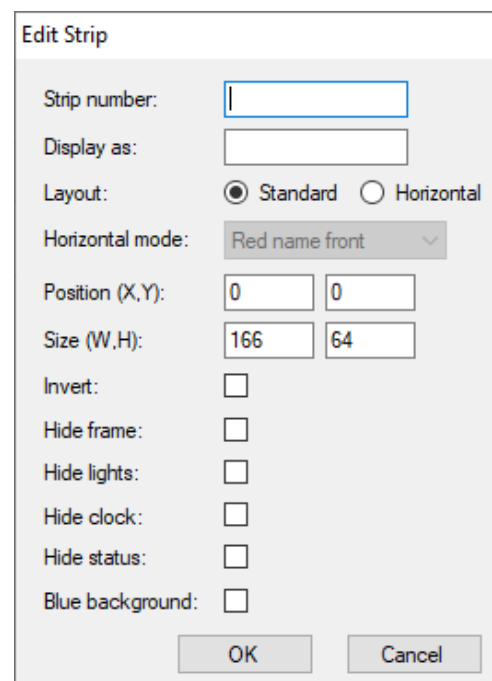 Edit Strip
Strip number:
Display as:
Layout: Standard Horizontal
Horizontal mode: Red name front
Position (X,Y): 0 0
Size (W,H): 166 64
Invert:
Hide frame:
Hide lights:
Hide clock:
Hide status:
Blue background:
OK Cancel